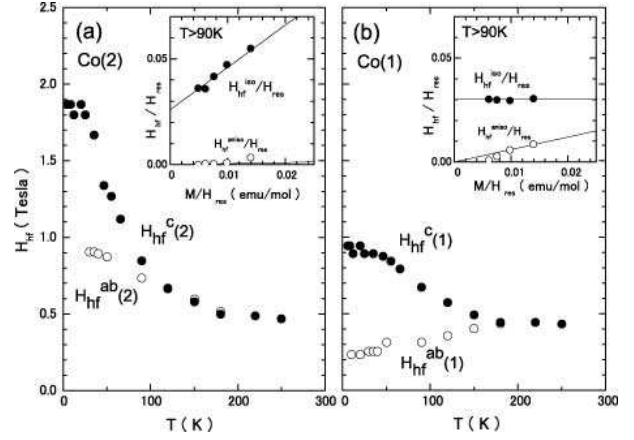 (a) Co(2)
T>90K
H_hf / H_res
0.05
0.00
H_hf^iso/H_res
H_hf^aniso/H_res
0 0.01 0.02
M/H_res ( emu/mol)
H_hf ( Tesla)
2.0
1.5
1.0
0.5
0.0
H_hf^c(2)
H_hf^ab(2)
0 100 200 300
T ( K)
(b) Co(1)
T>90K
H_hf / H_res
0.05
0.00
H_hf^iso/H_res
H_hf^aniso/H_res
0 0.01 0.02
M/H_res ( emu/mol)
H_hf^c(1)
H_hf^ab(1)
0 100 200 300
T ( K)